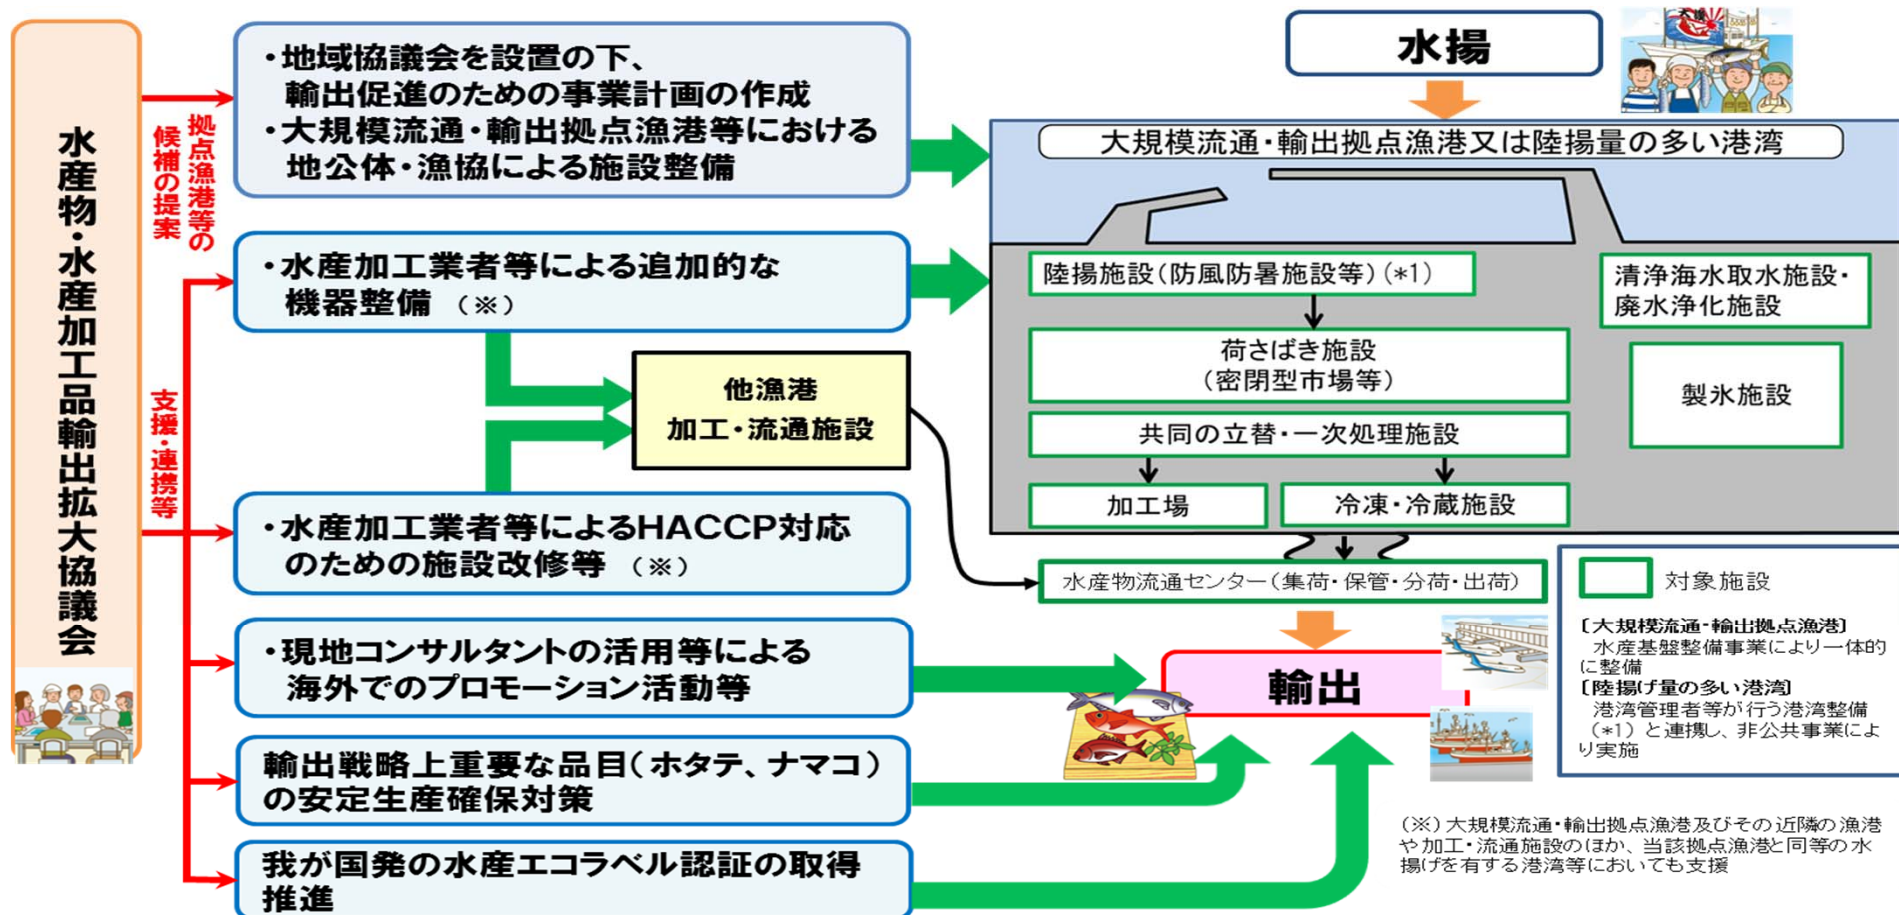 水産物・水産加工品輸出拡大協議会
拠点漁港等の
候補の提案
支援・連携等
・地域協議会を設置の下、
輸出促進のための事業計画の作成
・大規模流通・輸出拠点漁港等における
地公体・漁協による施設整備
・水産加工業者等による追加的な
機器整備 （※）
他漁港
加工・流通施設
・水産加工業者等によるHACCP対応
のための施設改修等 （※）
・現地コンサルタントの活用等による
海外でのプロモーション活動等
輸出戦略上重要な品目（ホタテ、ナマコ）
の安定生産確保対策
我が国発の水産エコラベル認証の取得
推進
水揚
大漁
大規模流通・輸出拠点漁港又は陸揚量の多い港湾
陸揚施設（防風防暑施設等）（*1）
荷さばき施設
（密閉型市場等）
共同の立替・一次処理施設
加工場
冷凍・冷蔵施設
清浄海水取水施設・
廃水浄化施設
製氷施設
水産物流通センター（集荷・保管・分荷・出荷）
輸出
対象施設
〔大規模流通・輸出拠点漁港〕
水産基盤整備事業により一体的
に整備
〔陸揚げ量の多い港湾〕
港湾管理者等が行う港湾整備
（*1）と連携し、非公共事業によ
り実施
（※）大規模流通・輸出拠点漁港及びその近隣の漁港
や加工・流通施設のほか、当該拠点漁港と同等の水
揚げを有する港湾等においても支援